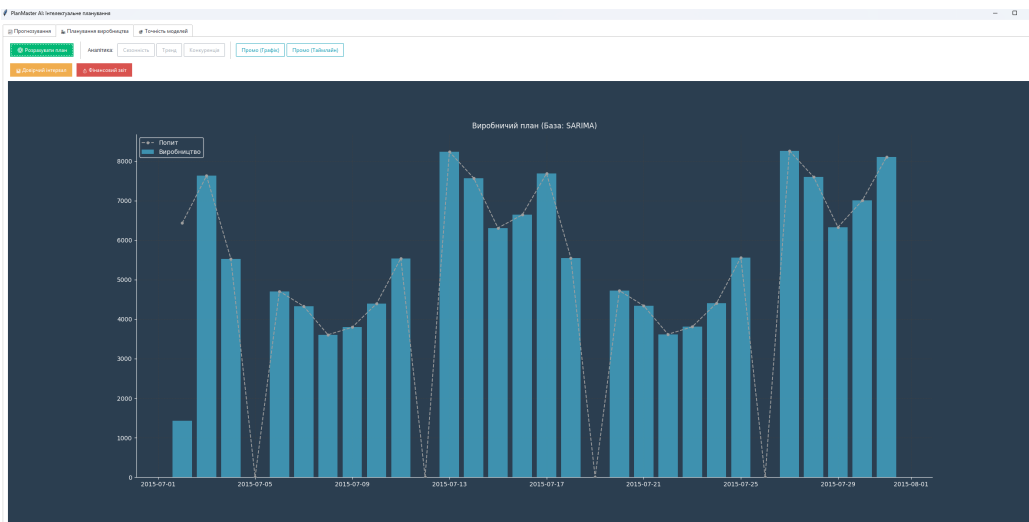 PlanMaster AI: Інтелектуальне планування
Прогнозування Планування виробництва Точність моделей
Розрахувати план Аналітика: Сезонність Тренд Конкуренція Промо (Графік) Промо (Таймлайн)
Довірчий інтервал Фінансовий звіт
Виробничий план (База: SARIMA)
Попит
Виробництво
8000
7000
6000
5000
4000
3000
2000
1000
0
2015-07-01 2015-07-05 2015-07-09 2015-07-13 2015-07-17 2015-07-21 2015-07-25 2015-07-29 2015-08-01